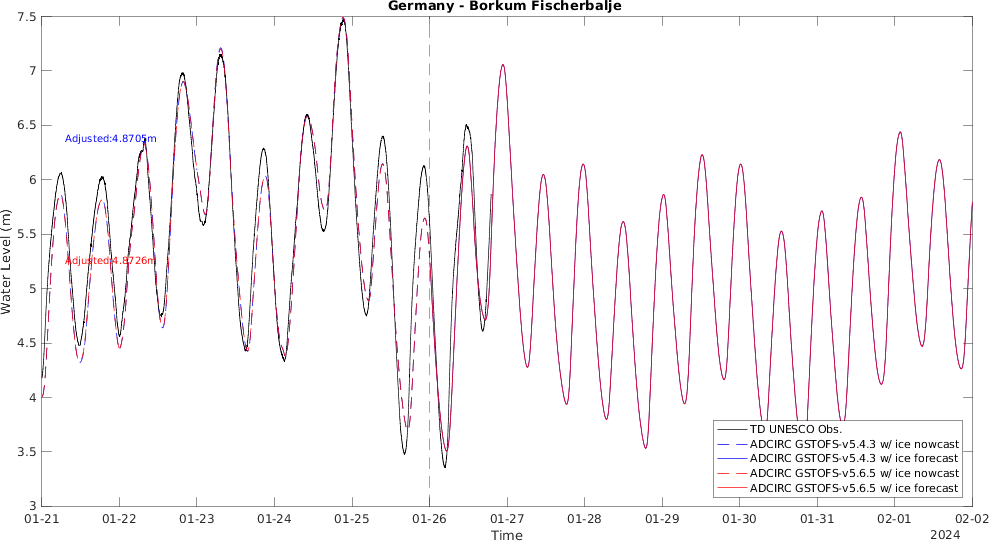 Germany - Borkum Fischerbalje
7.5
7
6.5
6
5.5
5
4.5
4
3.5
3
Water Level (m)
Adjusted:4.8705m
Adjusted:4.8726m
TD UNESCO Obs.
ADCIRC GSTOFS-v5.4.3 w/ ice nowcast
ADCIRC GSTOFS-v5.4.3 w/ ice forecast
ADCIRC GSTOFS-v5.6.5 w/ ice nowcast
ADCIRC GSTOFS-v5.6.5 w/ ice forecast
01-21 01-22 01-23 01-24 01-25 01-26 01-27 01-28 01-29 01-30 01-31 02-01 02-02
Time
2024